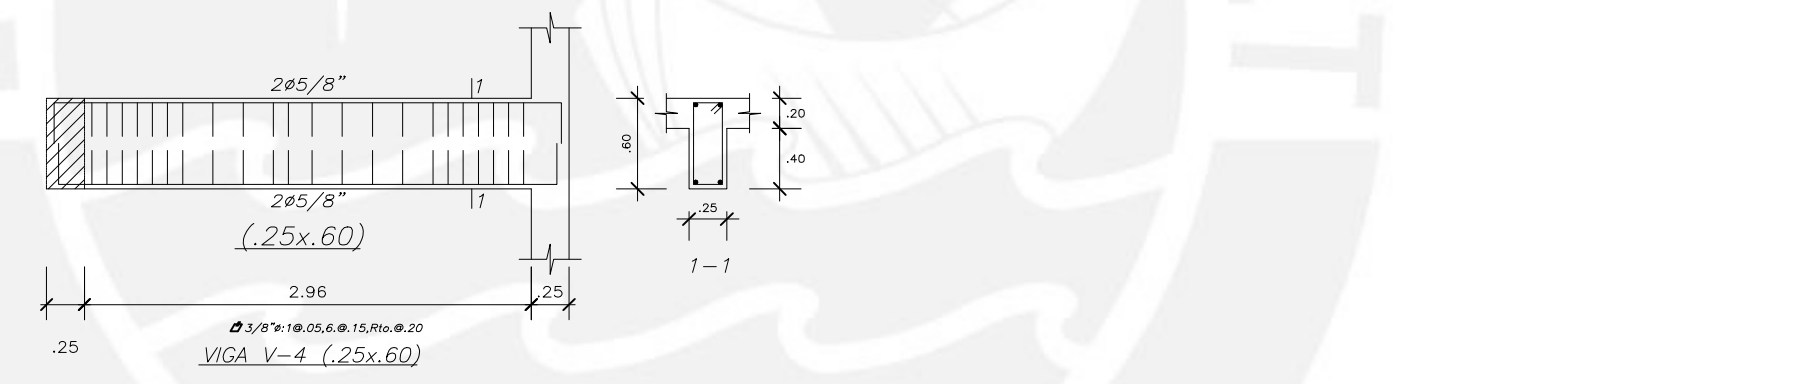 2ø5/8"
1
2ø5/8"
1
(.25x.60)
2.96
.25
.25
3/8"ø:1@.05,6.@.15,Rto.@.20
VIGA V-4 (.25x.60)
.60
.20
.40
.25
1-1
T